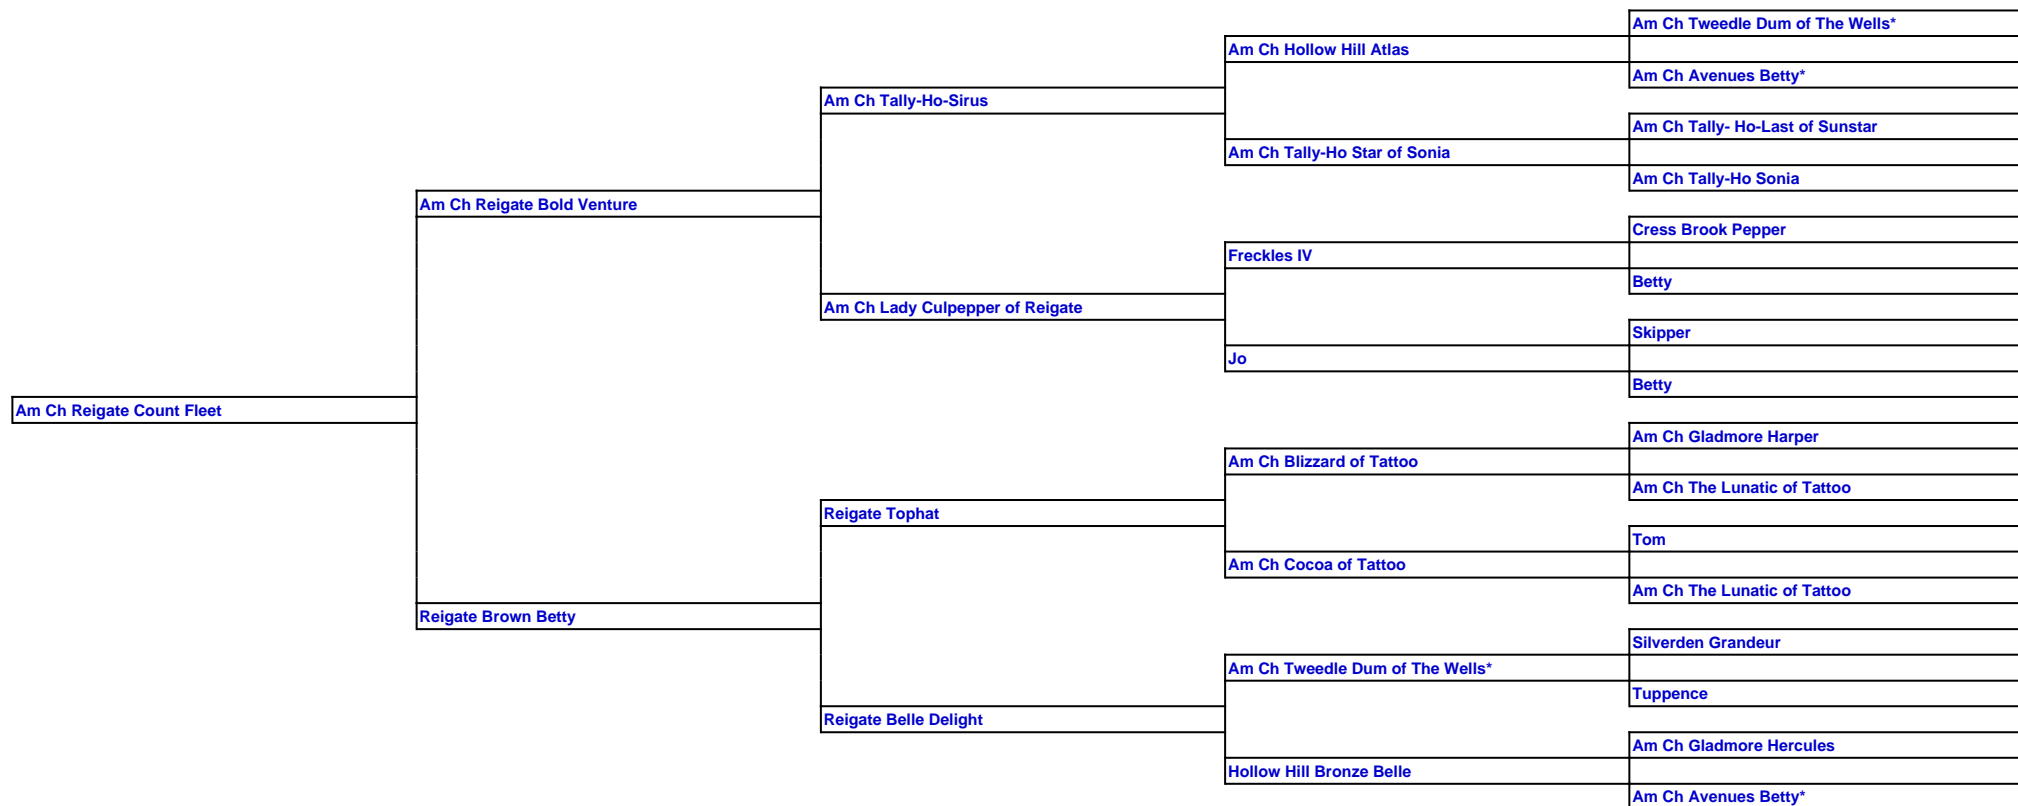 Am Ch Tweedle Dum of The Wells*
Am Ch Hollow Hill Atlas
Am Ch Avenues Betty*
Am Ch Tally-Ho-Sirus
Am Ch Tally- Ho-Last of Sunstar
Am Ch Tally-Ho Star of Sonia
Am Ch Tally-Ho Sonia
Am Ch Reigate Bold Venture
Cress Brook Pepper
Freckles IV
Betty
Am Ch Lady Culpepper of Reigate
Skipper
Jo
Betty
Am Ch Reigate Count Fleet
Am Ch Gladmore Harper
Am Ch Blizzard of Tattoo
Am Ch The Lunatic of Tattoo
Reigate Tophat
Tom
Am Ch Cocoa of Tattoo
Am Ch The Lunatic of Tattoo
Reigate Brown Betty
Silverden Grandeur
Am Ch Tweedle Dum of The Wells*
Tuppence
Reigate Belle Delight
Am Ch Gladmore Hercules
Hollow Hill Bronze Belle
Am Ch Avenues Betty*